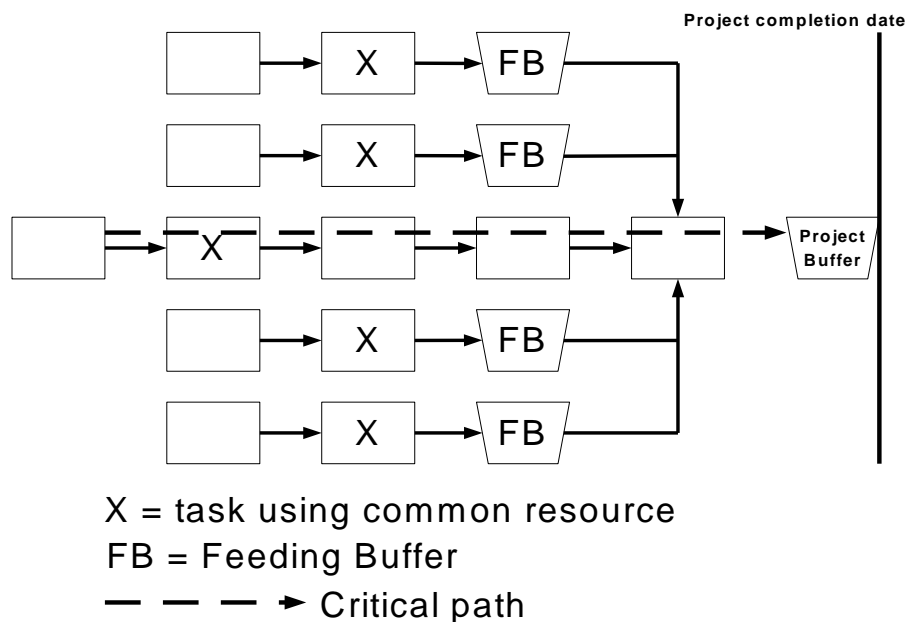 Project completion date
X FB
X FB
X
Project
Buffer
X FB
X FB
X = task using common resource
FB = Feeding Buffer
Critical path